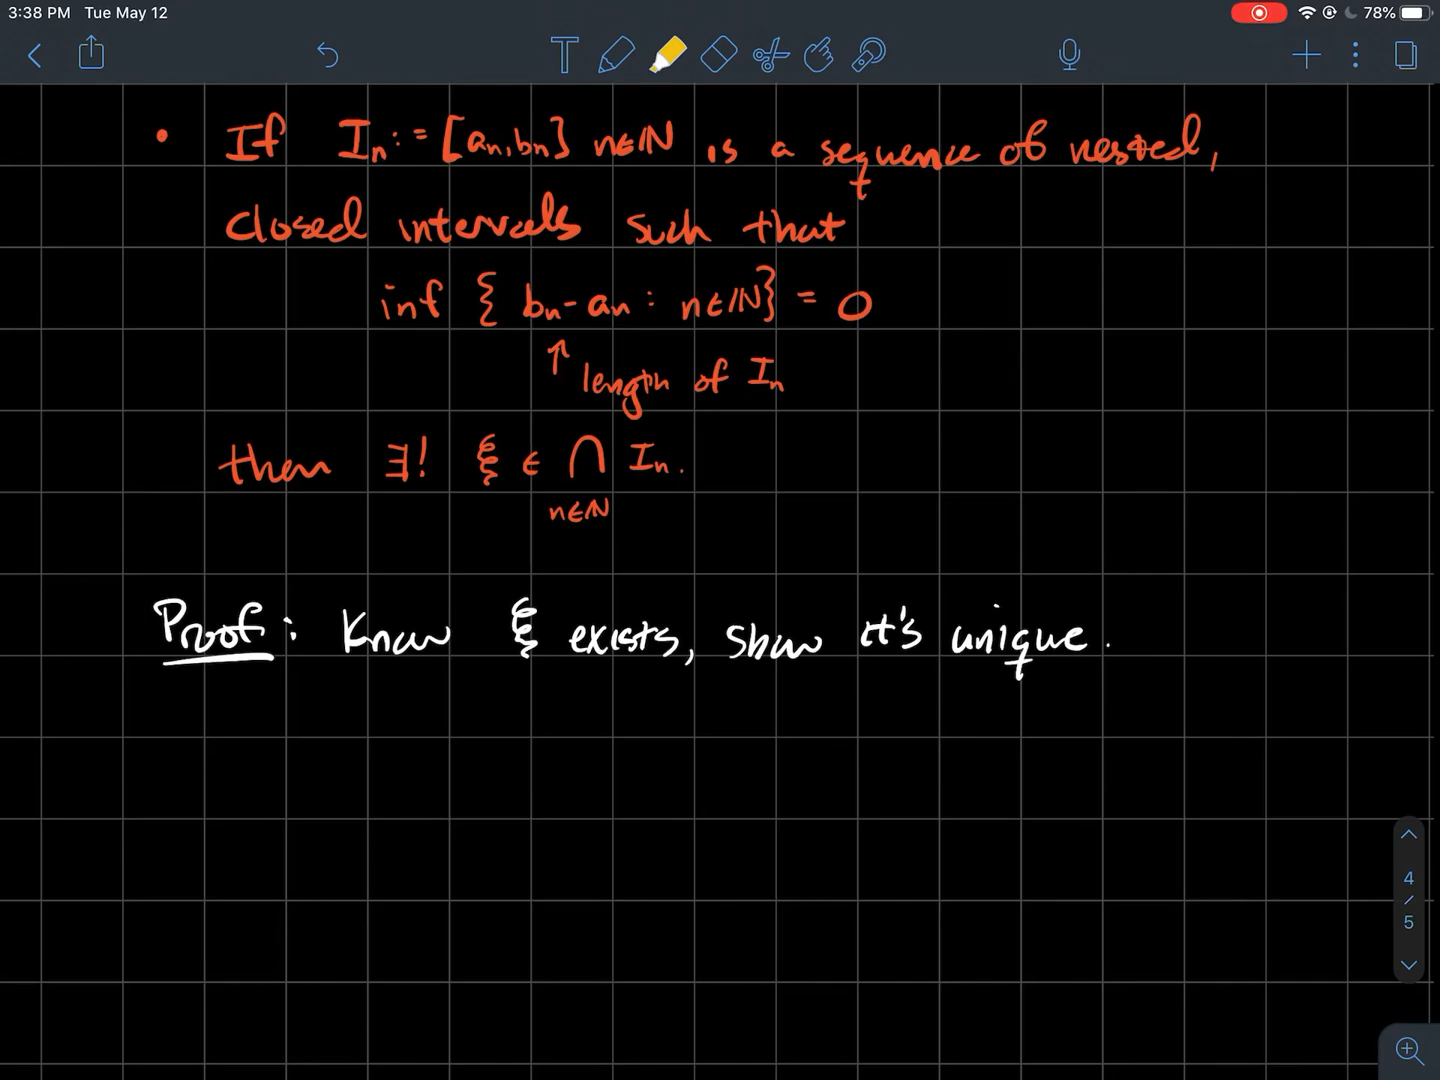 3:38 PM Tue May 12 78%
T
• If Iₙ := [aₙ, bₙ] n∈ℕ is a sequence of nested,
closed intervals such that
inf { bₙ - aₙ : n∈ℕ } = 0
↑ length of Iₙ
then ∃! ξ ∈ ⋂ Iₙ.
n∈ℕ
Proof: Know ξ exists, show it's unique.
4
/
5